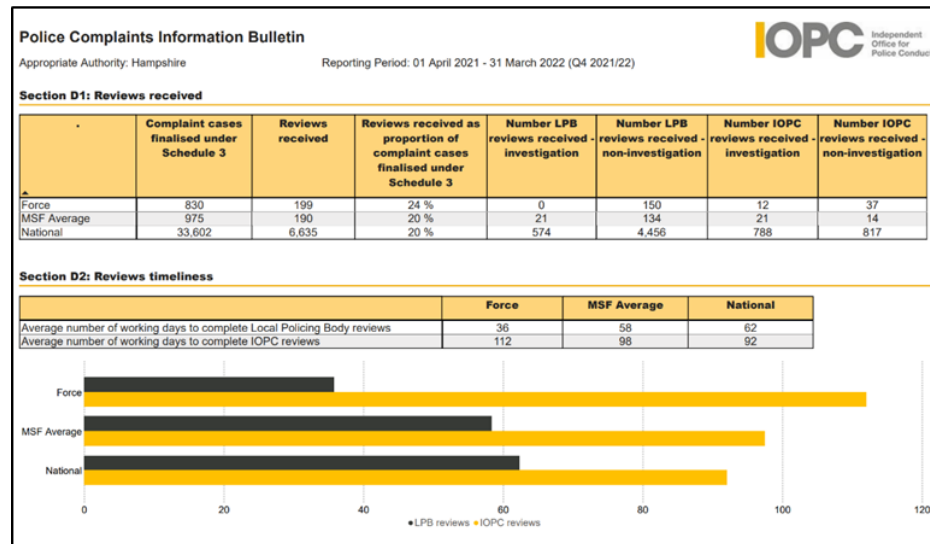 Police Complaints Information Bulletin
IOPC Independent
Office for
Police Conduct
Appropriate Authority: Hampshire Reporting Period: 01 April 2021 - 31 March 2022 (Q4 2021/22)
Section D1: Reviews received
. Complaint cases finalised under Schedule 3 Reviews received Reviews received as proportion of complaint cases finalised under Schedule 3 Number LPB reviews received - investigation Number LPB reviews received - non-investigation Number IOPC reviews received - investigation Number IOPC reviews received - non-investigation
Force 830 199 24 % 0 150 12 37
MSF Average 975 190 20 % 21 134 21 14
National 33,602 6,635 20 % 574 4,456 788 817
Section D2: Reviews timeliness
Force MSF Average National
Average number of working days to complete Local Policing Body reviews 36 58 62
Average number of working days to complete IOPC reviews 112 98 92
Force
MSF Average
National
0 20 40 60 80 100 120
LPB reviews IOPC reviews